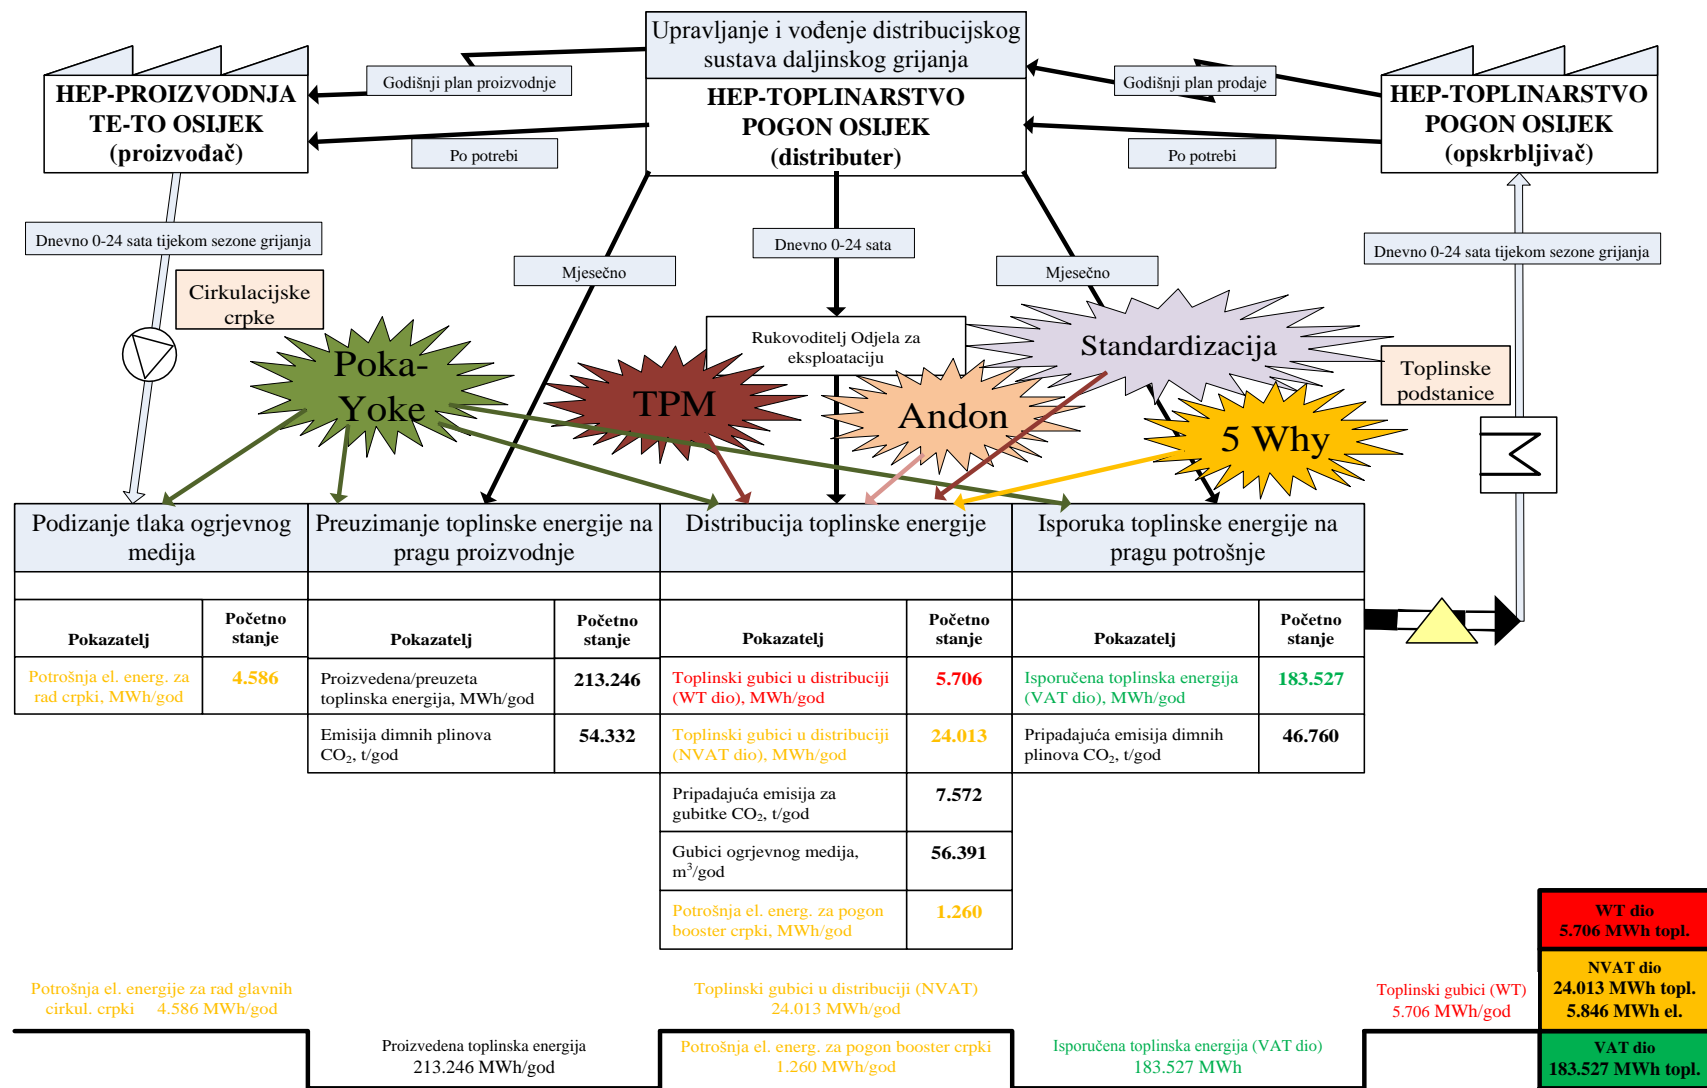 Upravljanje i vođenje distribucijskog
sustava daljinskog grijanja
HEP-TOPLINARSTVO
POGON OSIJEK
(distributer)
HEP-PROIZVODNJA
TE-TO OSIJEK
(proizvođač)
Godišnji plan proizvodnje
Po potrebi
Godišnji plan prodaje
Po potrebi
HEP-TOPLINARSTVO
POGON OSIJEK
(opskrbljivač)
Dnevno 0-24 sata tijekom sezone grijanja
Mjesečno
Dnevno 0-24 sata
Mjesečno
Dnevno 0-24 sata tijekom sezone grijanja
Cirkulacijske
crpke
Rukovoditelj Odjela za
eksploataciju
Toplinske
podstanice
Poka-
Yoke
TPM
Andon
Standardizacija
5 Why
Podizanje tlaka ogrjevnog
medija
Pokazatelj
Početno
stanje
Potrošnja el. energ. za
rad crpki, MWh/god
4.586
Preuzimanje toplinske energije na
pragu proizvodnje
Pokazatelj
Početno
stanje
Proizvedena/preuzeta
toplinska energija, MWh/god
213.246
Emisija dimnih plinova
CO₂, t/god
54.332
Distribucija toplinske energije
Pokazatelj
Početno
stanje
Toplinski gubici u distribuciji
(WT dio), MWh/god
5.706
Toplinski gubici u distribuciji
(NVAT dio), MWh/god
24.013
Pripadajuća emisija za
gubitke CO₂, t/god
7.572
Gubici ogrjevnog medija,
m³/god
56.391
Potrošnja el. energ. za pogon
booster crpki, MWh/god
1.260
Isporuka toplinske energije na
pragu potrošnje
Pokazatelj
Početno
stanje
Isporučena toplinska energija
(VAT dio), MWh/god
183.527
Pripadajuća emisija dimnih
plinova CO₂, t/god
46.760
Potrošnja el. energije za rad glavnih
cirkul. crpki 4.586 MWh/god
Proizvedena toplinska energija
213.246 MWh/god
Toplinski gubici u distribuciji (NVAT)
24.013 MWh/god
Potrošnja el. energ. za pogon booster crpki
1.260 MWh/god
Isporučena toplinska energija (VAT dio)
183.527 MWh
Toplinski gubici (WT)
5.706 MWh/god
WT dio
5.706 MWh topl.
NVAT dio
24.013 MWh topl.
5.846 MWh el.
VAT dio
183.527 MWh topl.